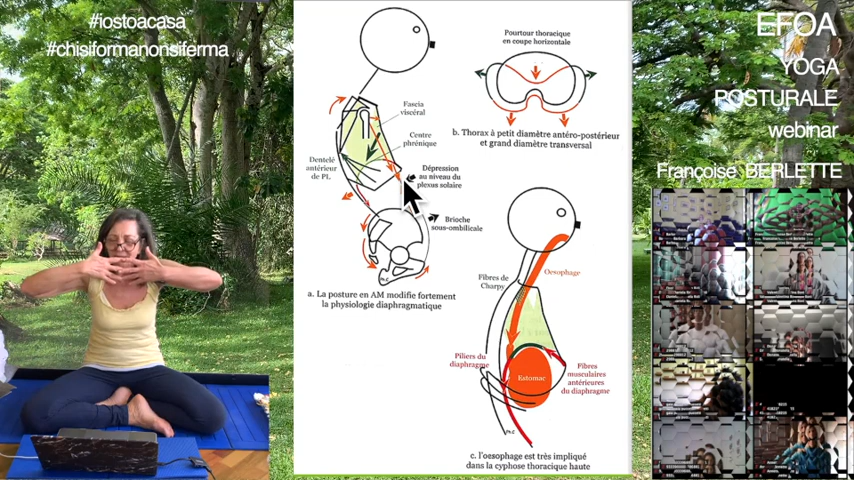 #iostoacasa
#chisiformanonsiferma
EFOA
YOGA
POSTURALE
webinar
Françoise BERLETTE
Pourtour thoracique
en coupe horizontale
b. Thorax à petit diamètre antéro-postérieur
et grand diamètre transversal
Fascia
viscéral
Centre
phrénique
Dentelé
antérieur
de PL
Dépression
au niveau du
plexus solaire
Brioche
sous-ombilicale
a. La posture en AM modifie fortement
la physiologie diaphragmatique
Fibres de
Charpy
Oesophage
Piliers du
diaphragme
Estomac
Fibres
musculaires
antérieures
du diaphragme
c. l'oesophage est très impliqué
dans la cyphose thoracique haute